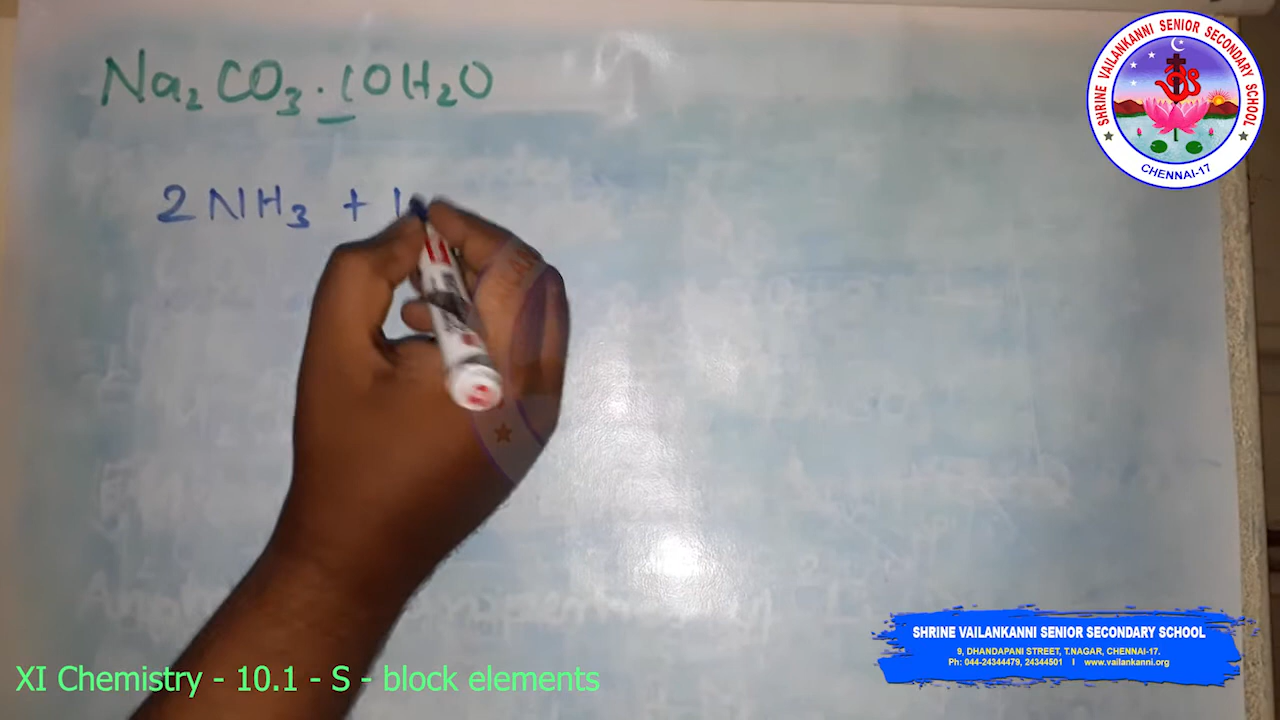 Na₂CO₃·10H₂O
2NH₃ +
SHRINE VAILANKANNI SENIOR SECONDARY SCHOOL
CHENNAI-17
SHRINE VAILANKANNI SENIOR SECONDARY SCHOOL
9, DHANDAPANI STREET, T.NAGAR, CHENNAI-17.
Ph: 044-24344479, 24344501 I www.vailankanni.org
XI Chemistry - 10.1 - S - block elements